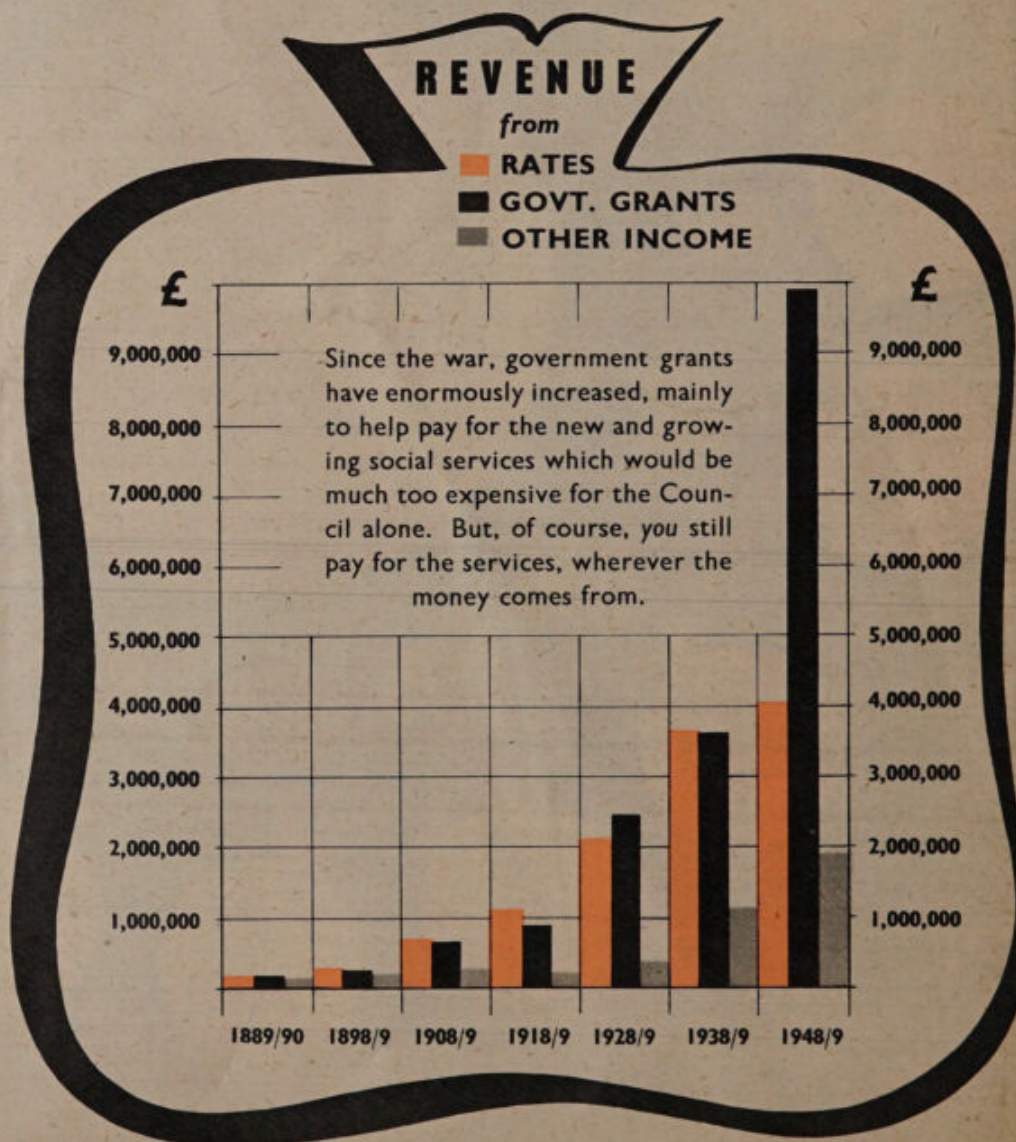 REVENUE
from
RATES
GOVT. GRANTS
OTHER INCOME
£
£
9,000,000
8,000,000
7,000,000
6,000,000
5,000,000
4,000,000
3,000,000
2,000,000
1,000,000
Since the war, government grants
have enormously increased, mainly
to help pay for the new and grow-
ing social services which would be
much too expensive for the Coun-
cil alone. But, of course, you still
pay for the services, wherever the
money comes from.
9,000,000
8,000,000
7,000,000
6,000,000
5,000,000
4,000,000
3,000,000
2,000,000
1,000,000
1889/90 1898/9 1908/9 1918/9 1928/9 1938/9 1948/9